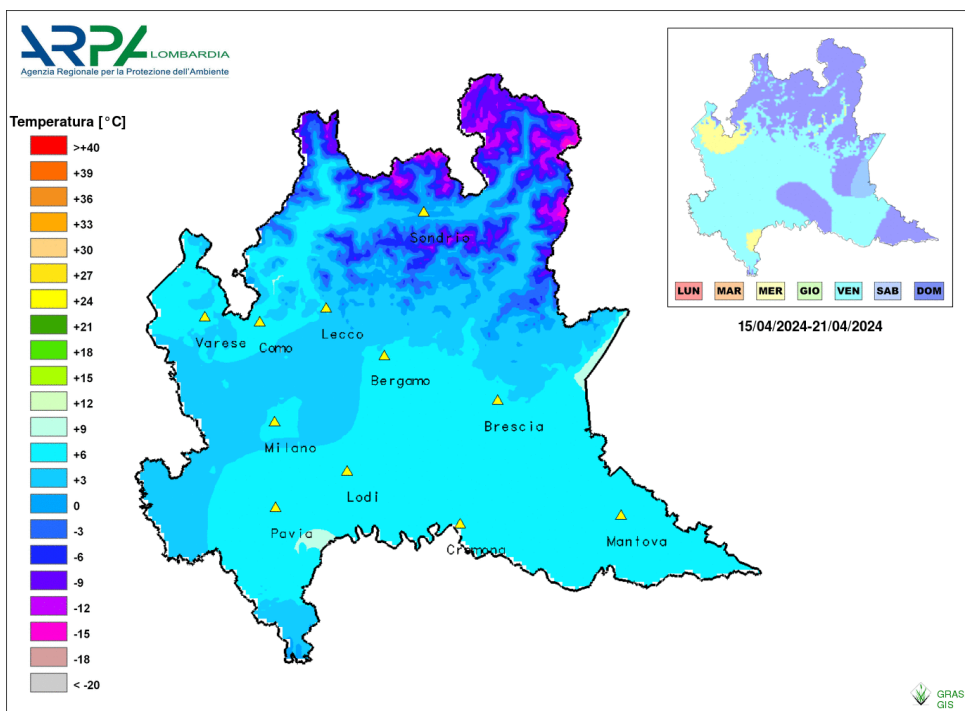 ARPA LOMBARDIA
Agenzia Regionale per la Protezione dell'Ambiente
Temperatura [°C]
>+40
+39
+36
+33
+30
+27
+24
+21
+18
+15
+12
+9
+6
+3
0
-3
-6
-9
-12
-15
-18
< -20
Sondrio
Varese
Como
Lecco
Bergamo
Brescia
Milano
Lodi
Pavia
Cremona
Mantova
LUN MAR MER GIO VEN SAB DOM
15/04/2024-21/04/2024
GRAS
GIS